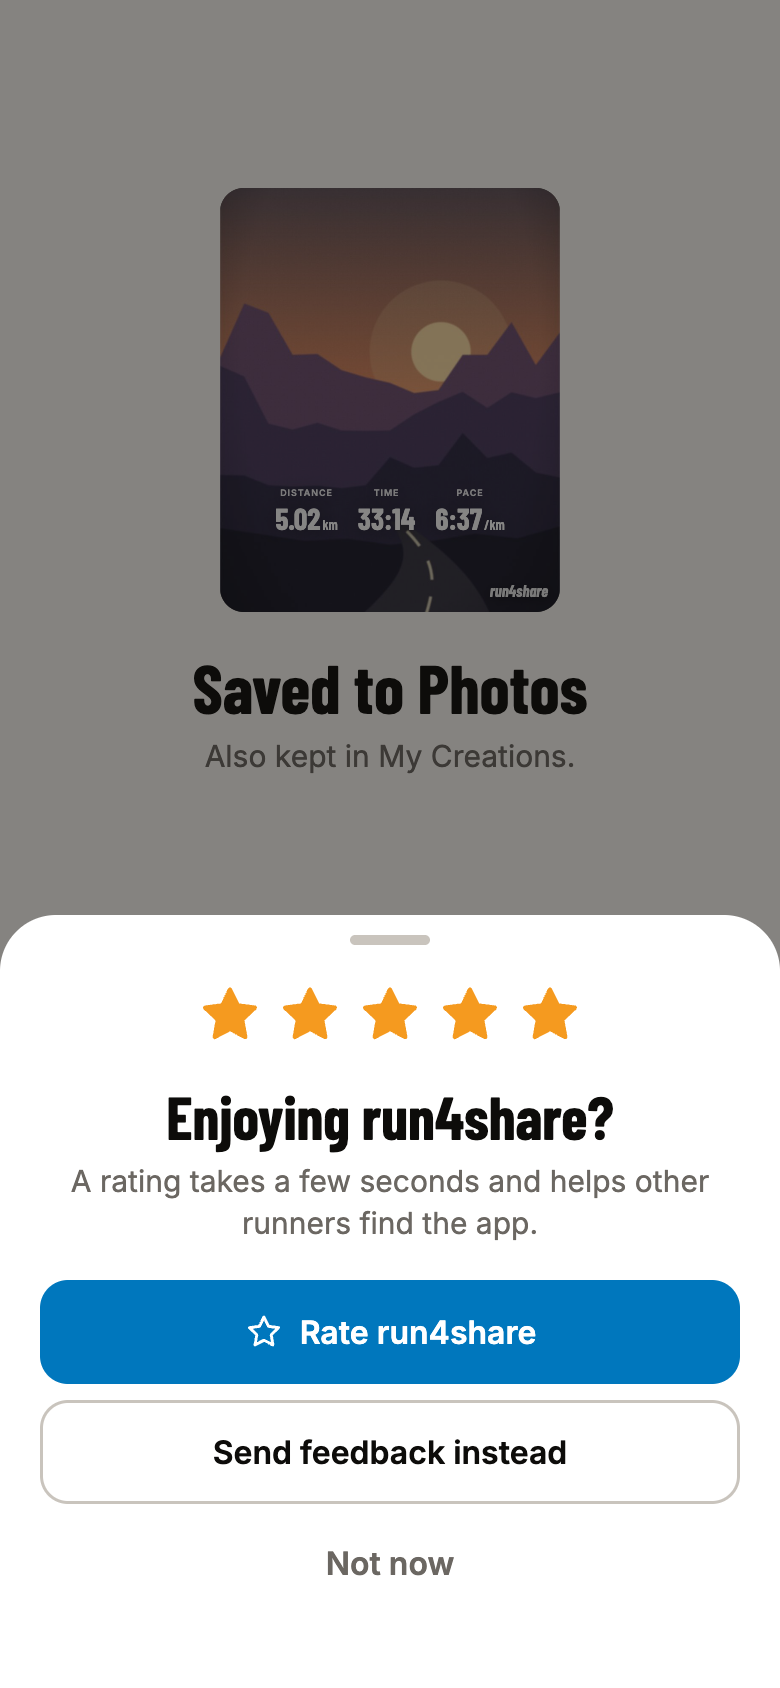 DISTANCE TIME PACE
5.02 km 33:14 6:37 /km
run4share
Saved to Photos
Also kept in My Creations.
Enjoying run4share?
A rating takes a few seconds and helps other
runners find the app.
Rate run4share
Send feedback instead
Not now